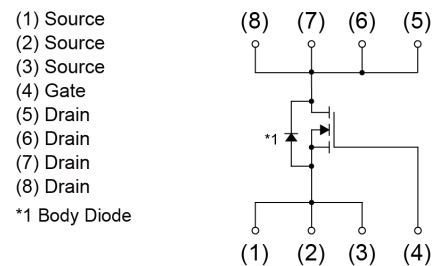 (1) Source
(2) Source
(3) Source
(4) Gate
(5) Drain
(6) Drain
(7) Drain
(8) Drain
*1 Body Diode
(8) (7) (6) (5)
*1
(1) (2) (3) (4)